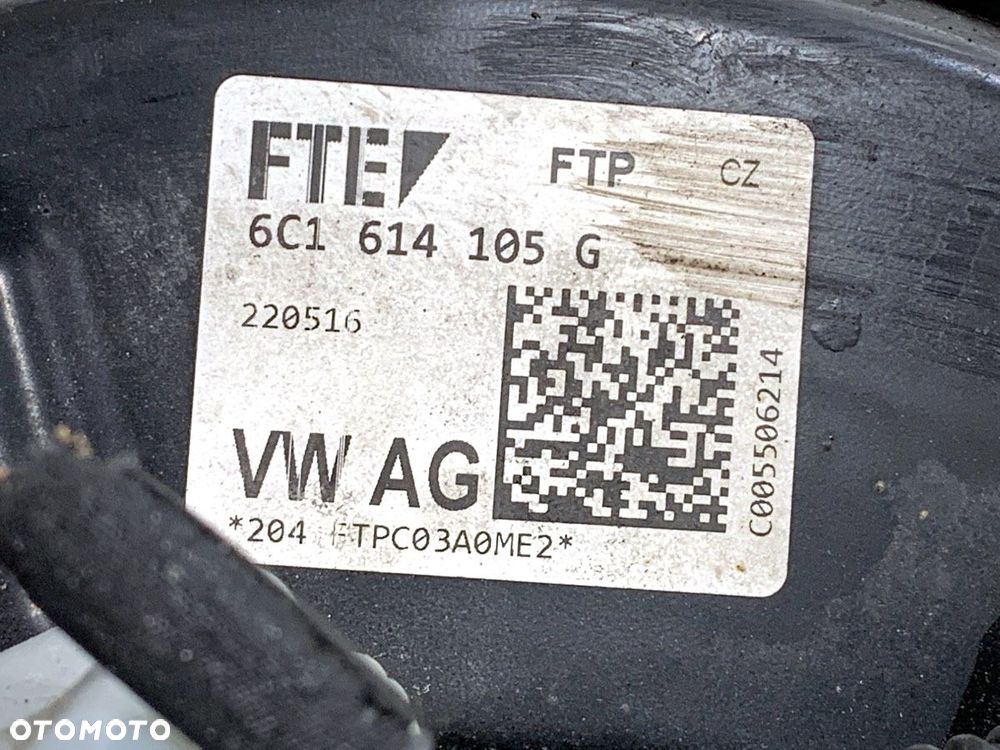 FTE FTP CZ
6C1 614 105 G
220516
C005506214
VW AG
*204 FTPC03A0ME2*
OTOMOTO